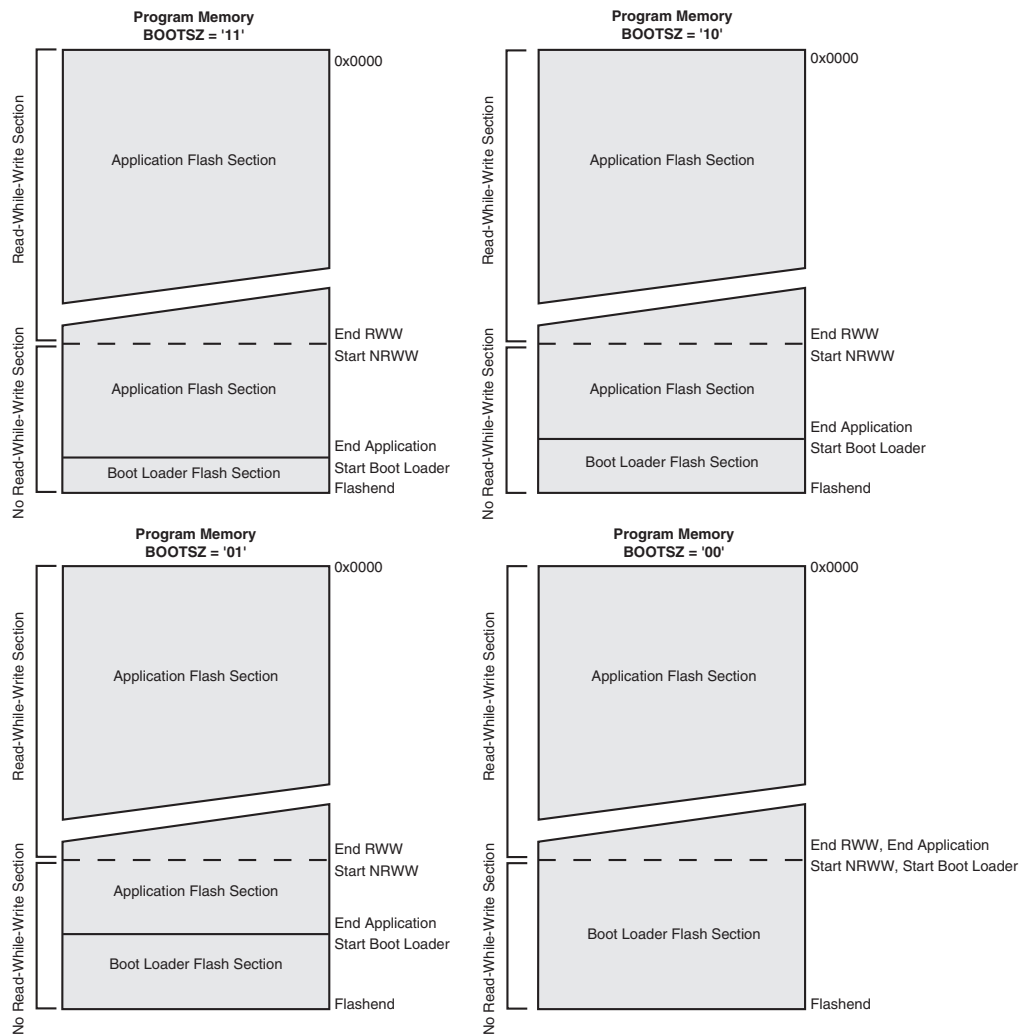 Program Memory
BOOTSZ = '11'
0x0000
Read-While-Write Section
Application Flash Section
End RWW
Start NRWW
No Read-While-Write Section
Application Flash Section
End Application
Start Boot Loader
Boot Loader Flash Section
Flashend
Program Memory
BOOTSZ = '10'
0x0000
Read-While-Write Section
Application Flash Section
End RWW
Start NRWW
No Read-While-Write Section
Application Flash Section
End Application
Start Boot Loader
Boot Loader Flash Section
Flashend
Program Memory
BOOTSZ = '01'
0x0000
Read-While-Write Section
Application Flash Section
End RWW
Start NRWW
No Read-While-Write Section
Application Flash Section
End Application
Start Boot Loader
Boot Loader Flash Section
Flashend
Program Memory
BOOTSZ = '00'
0x0000
Read-While-Write Section
Application Flash Section
End RWW, End Application
Start NRWW, Start Boot Loader
No Read-While-Write Section
Boot Loader Flash Section
Flashend